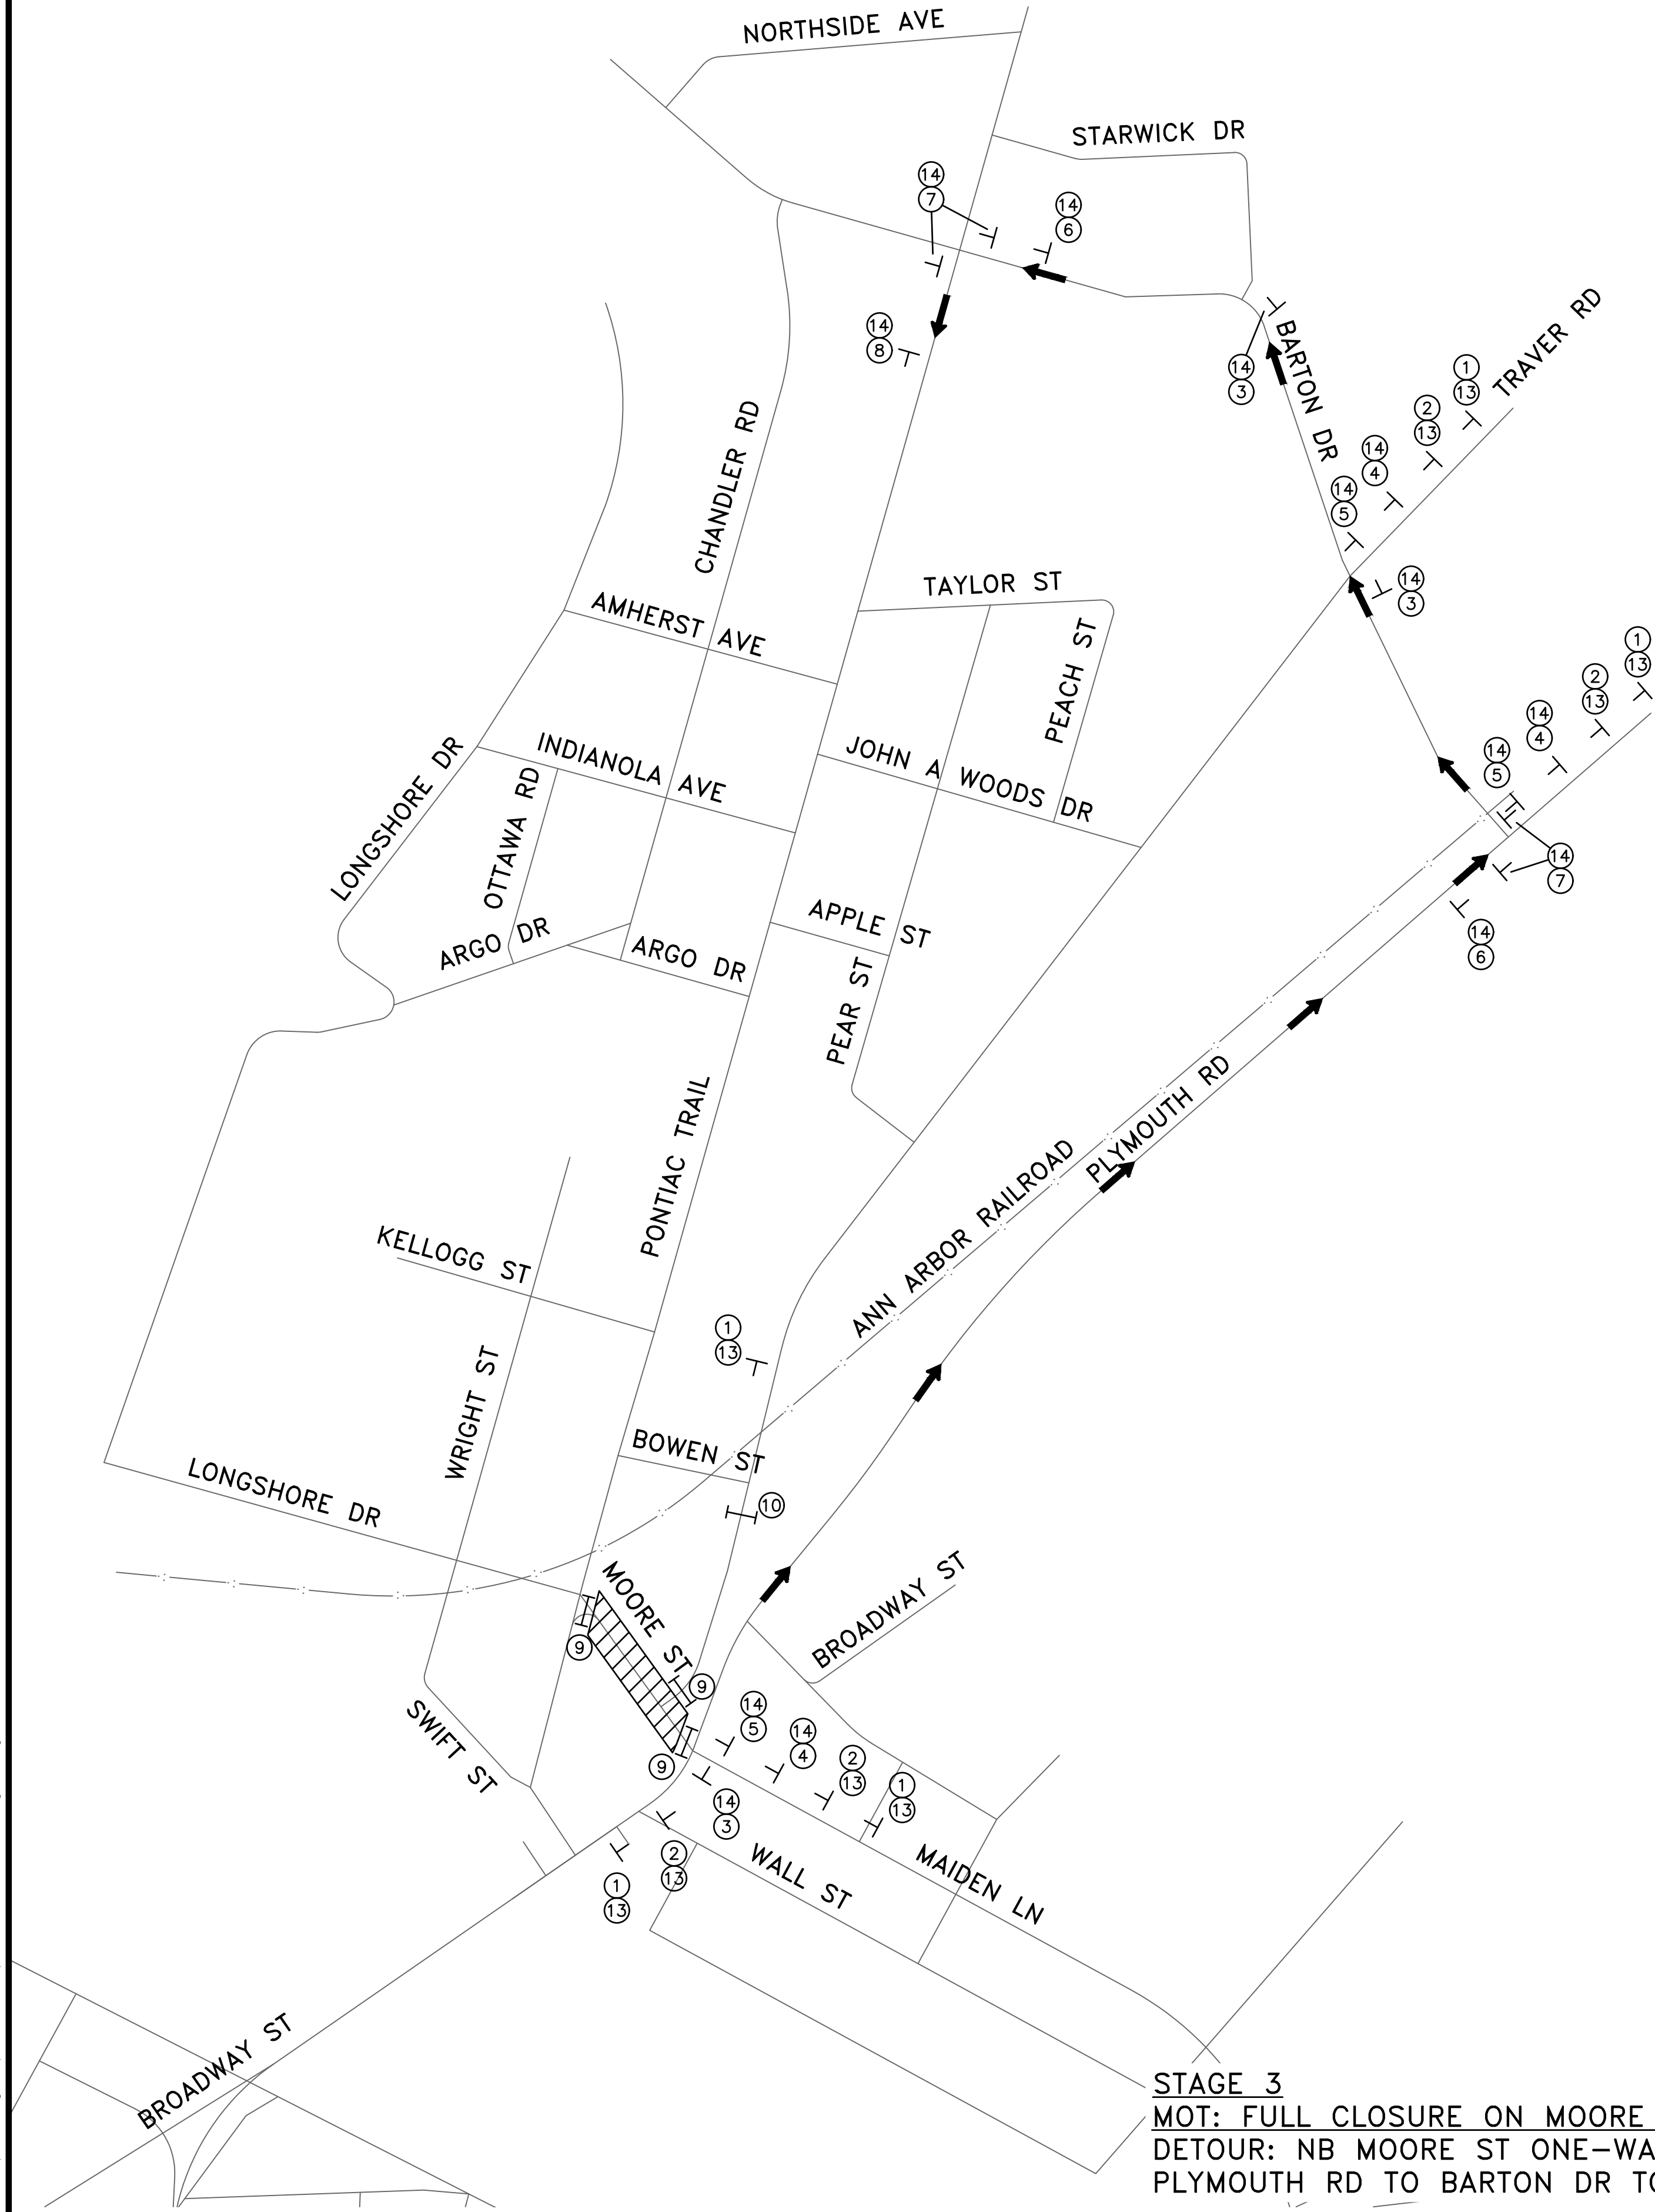 NORTHSIDE AVE
STARWICK DR
14
7
14
6
14
8
14
3
BARTON DR
TRAVER RD
1
13
2
13
14
4
14
5
CHANDLER RD
TAYLOR ST
14
3
AMHERST AVE
PEACH ST
1
13
2
13
14
4
14
5
LONGSHORE DR
INDIANOLA AVE
JOHN A WOODS DR
OTTAWA RD
14
7
APPLE ST
14
6
ARGO DR
ARGO DR
PEAR ST
PONTIAC TRAIL
PLYMOUTH RD
ANN ARBOR RAILROAD
KELLOGG ST
1
13
WRIGHT ST
BOWEN ST
LONGSHORE DR
10
MOORE ST
BROADWAY ST
9
9
9
SWIFT ST
14
5
14
4
2
13
1
13
14
3
2
13
1
13
WALL ST
MAIDEN LN
BROADWAY ST
STAGE 3
MOT: FULL CLOSURE ON MOORE
DETOUR: NB MOORE ST ONE-WA
PLYMOUTH RD TO BARTON DR TO